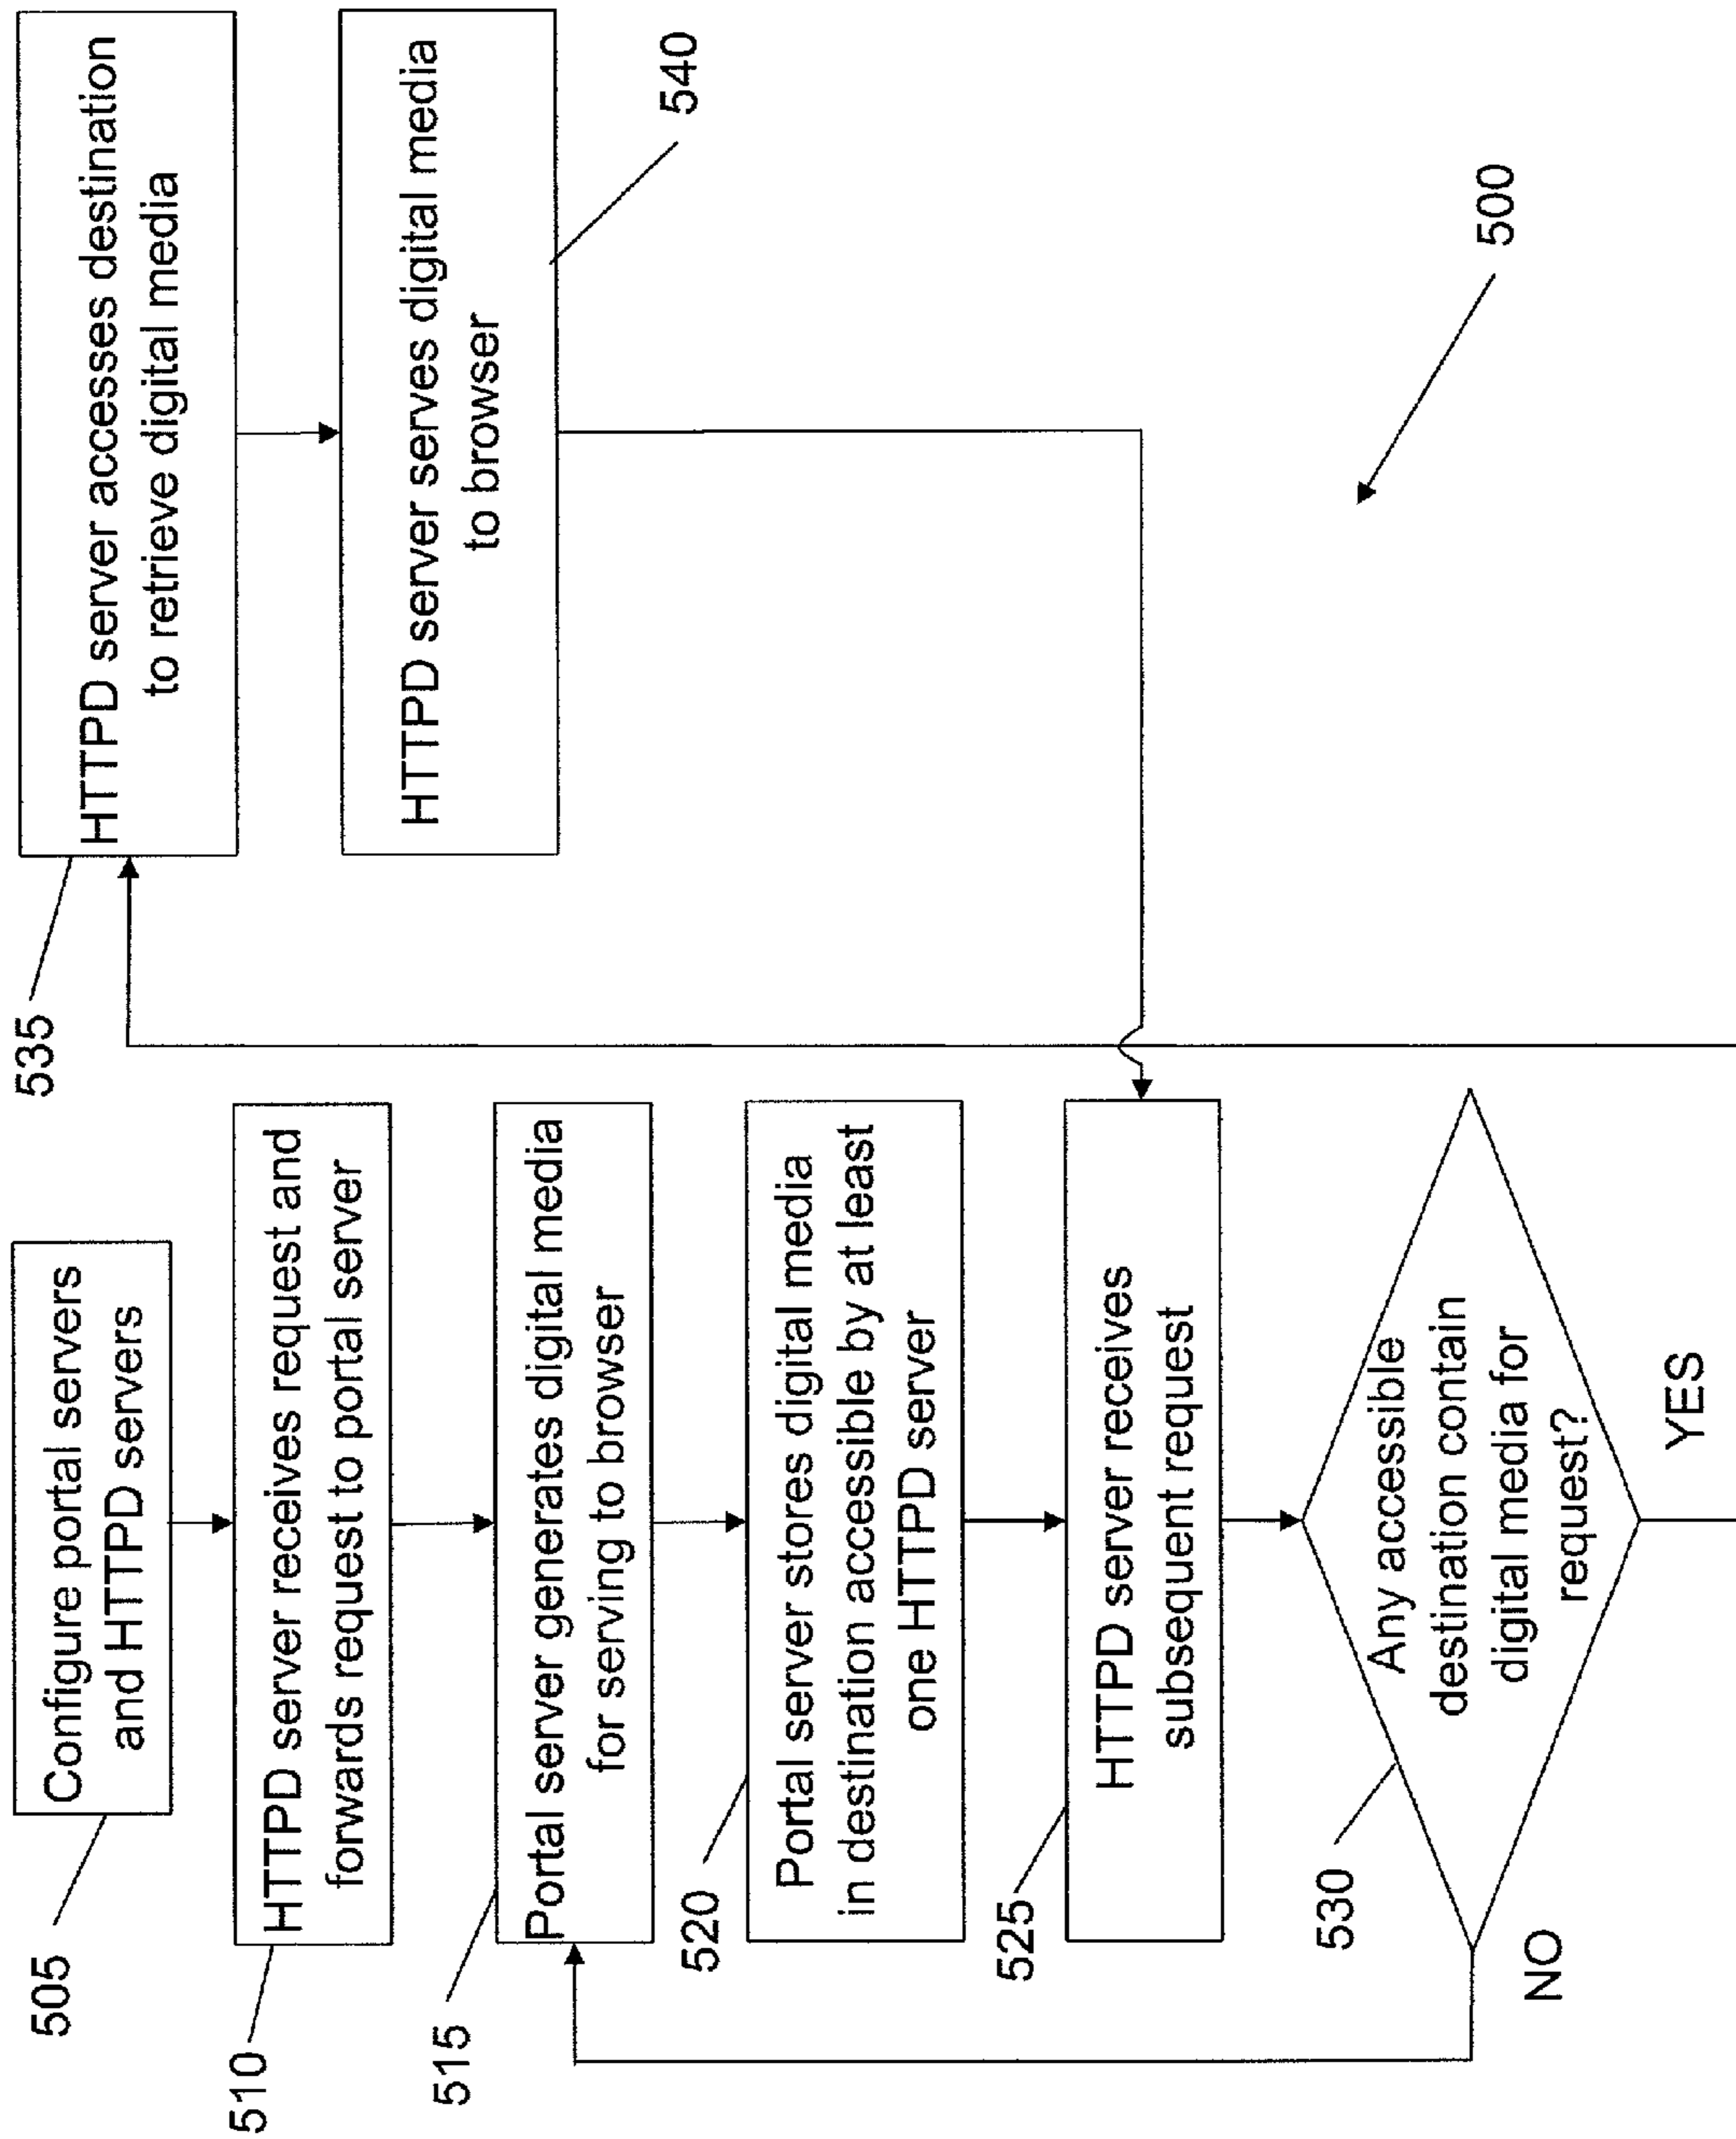 505
Configure portal servers
and HTTPD servers
510
HTTPD server receives request and
forwards request to portal server
515
Portal server generates digital media
for serving to browser
520
Portal server stores digital media
in destination accessible by at least
one HTTPD server
525
HTTPD server receives
subsequent request
530
Any accessible
destination contain
digital media for
request?
NO
YES
535
HTTPD server accesses destination
to retrieve digital media
HTTPD server serves digital media
to browser
540
500